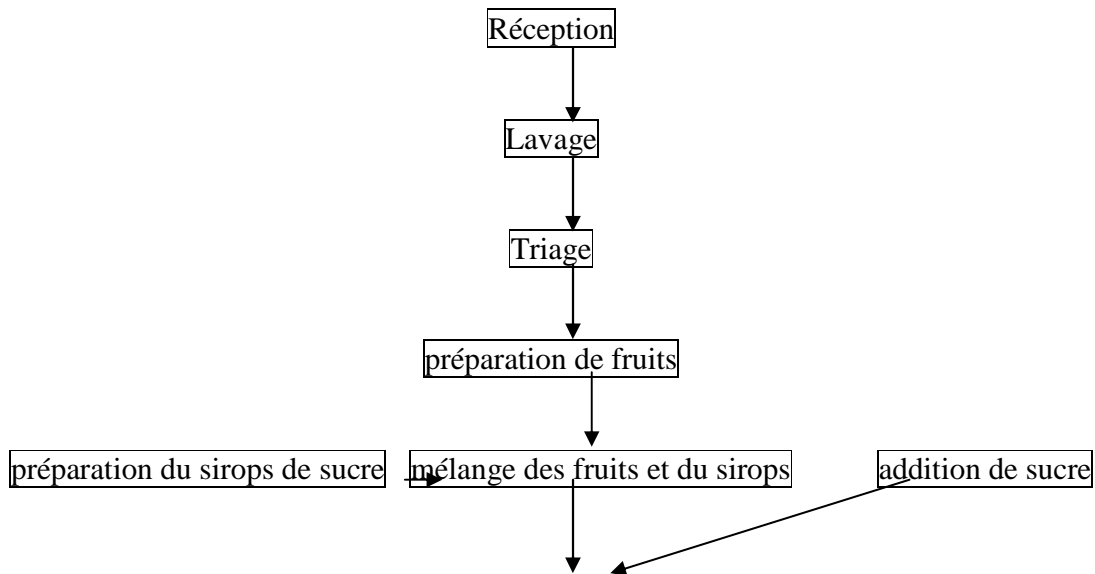 Réception
Lavage
Triage
préparation de fruits
préparation du sirops de sucre mélange des fruits et du sirops addition de sucre